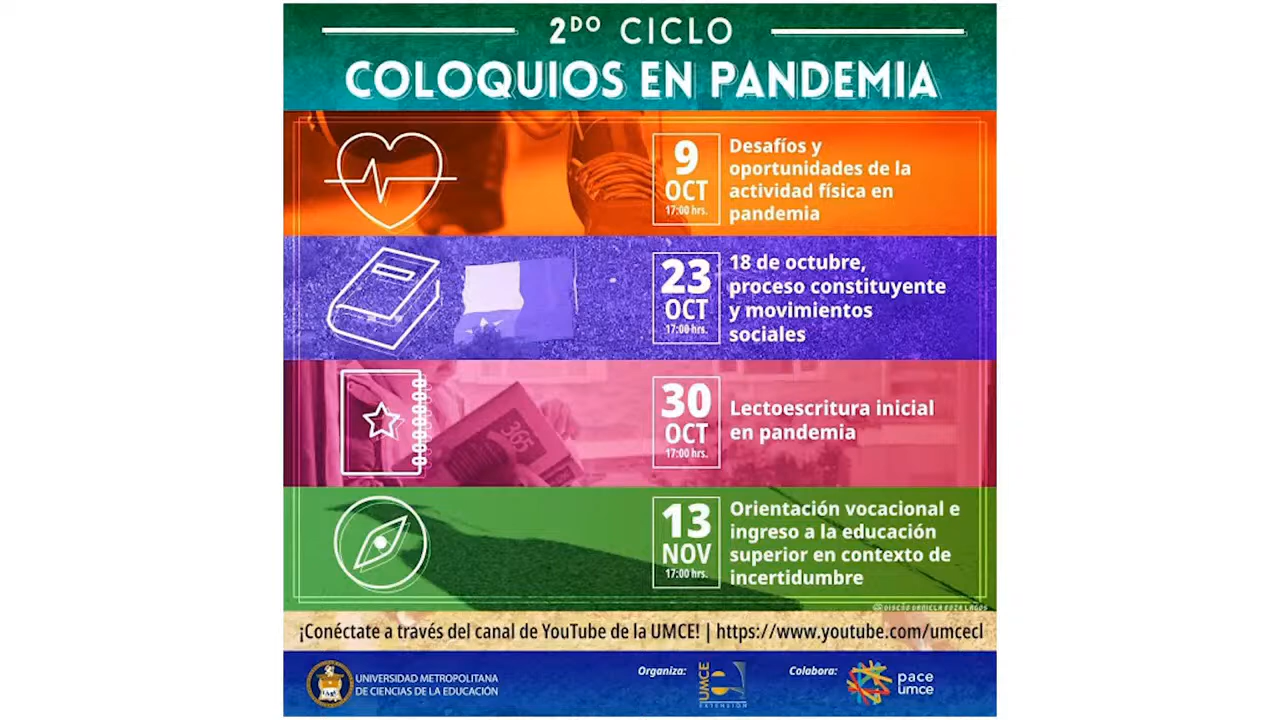 2DO CICLO
COLOQUIOS EN PANDEMIA
9
OCT
17:00 hrs.
Desafíos y
oportunidades de la
actividad física en
pandemia
23
OCT
17:00 hrs.
18 de octubre,
proceso constituyente
y movimientos
sociales
365
30
OCT
17:00 hrs.
Lectoescritura inicial
en pandemia
13
NOV
17:00 hrs.
Orientación vocacional e
ingreso a la educación
superior en contexto de
incertidumbre
DISEÑO DANIELA
¡Conéctate a través del canal de YouTube de la UMCE! | https://www.youtube.com/umcecl
UNIVERSIDAD METROPOLITANA
DE CIENCIAS DE LA EDUCACIÓN
Organiza:
UMCE
EXTENSIÓN
Colabora:
pace
umce